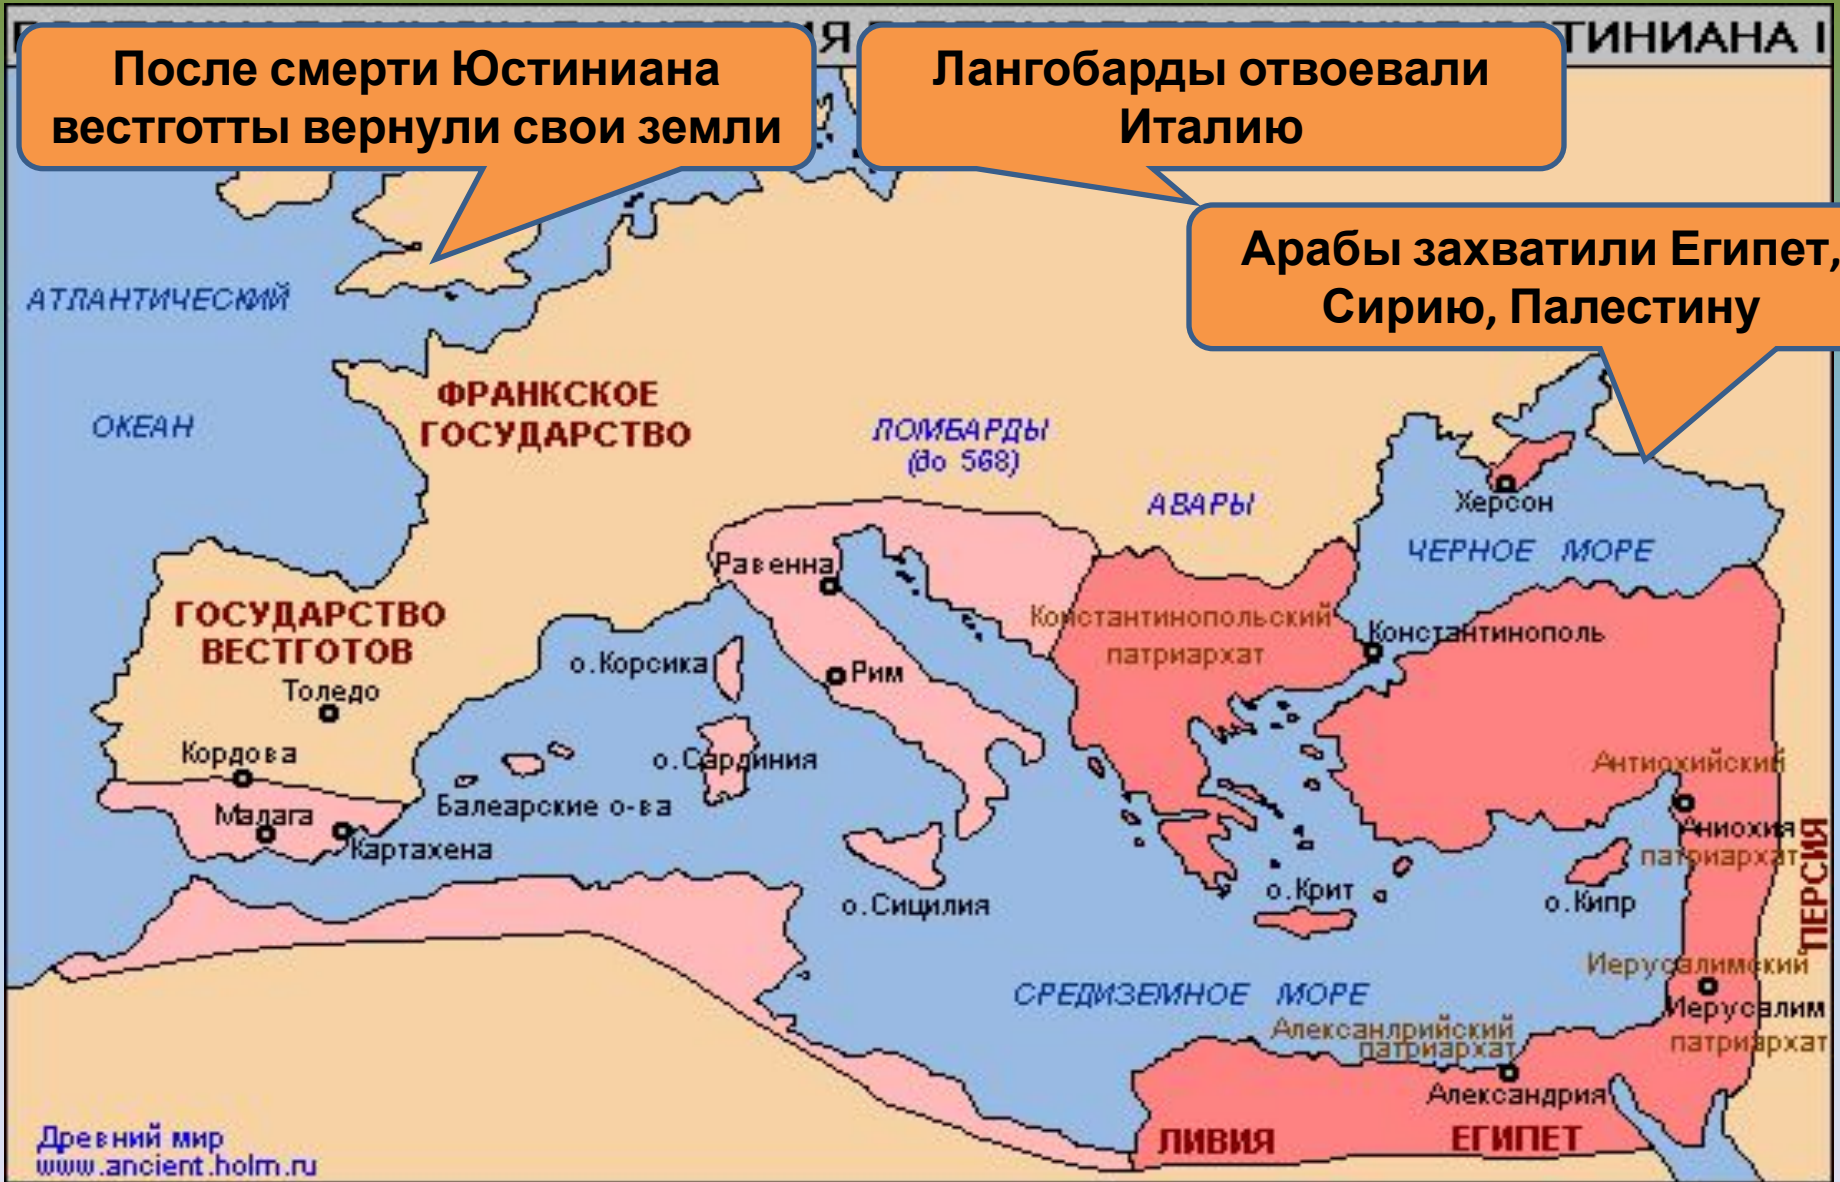 Я
ТИНИАНА I
После смерти Юстиниана
вестготты вернули свои земли
Лангобарды отвоевали
Италию
Арабы захватили Египет,
Сирию, Палестину
АТЛАНТИЧЕСКИЙ
ОКЕАН
ФРАНКСКОЕ
ГОСУДАРСТВО
ЛОМБАРДЫ
(до 568)
АВАРЫ
Херсон
ЧЕРНОЕ МОРЕ
Равенна
ГОСУДАРСТВО
ВЕСТГОТОВ
Толедо
Константинопольский
патриархат
Константинополь
о.Корсика
Рим
Кордова
о.Сардиния
Антиохийский
Малага
Балеарские о-ва
Картахена
Аниохия
патриархат
ПЕРСИЯ
о.Сицилия
о.Крит
о.Кипр
Иерусалимский
СРЕДИЗЕМНОЕ МОРЕ
Иерусалим
патриархат
Алексанлрийский
патриархат
Александрия
ЛИВИЯ
ЕГИПЕТ
Древний мир
www.ancient.holm.ru